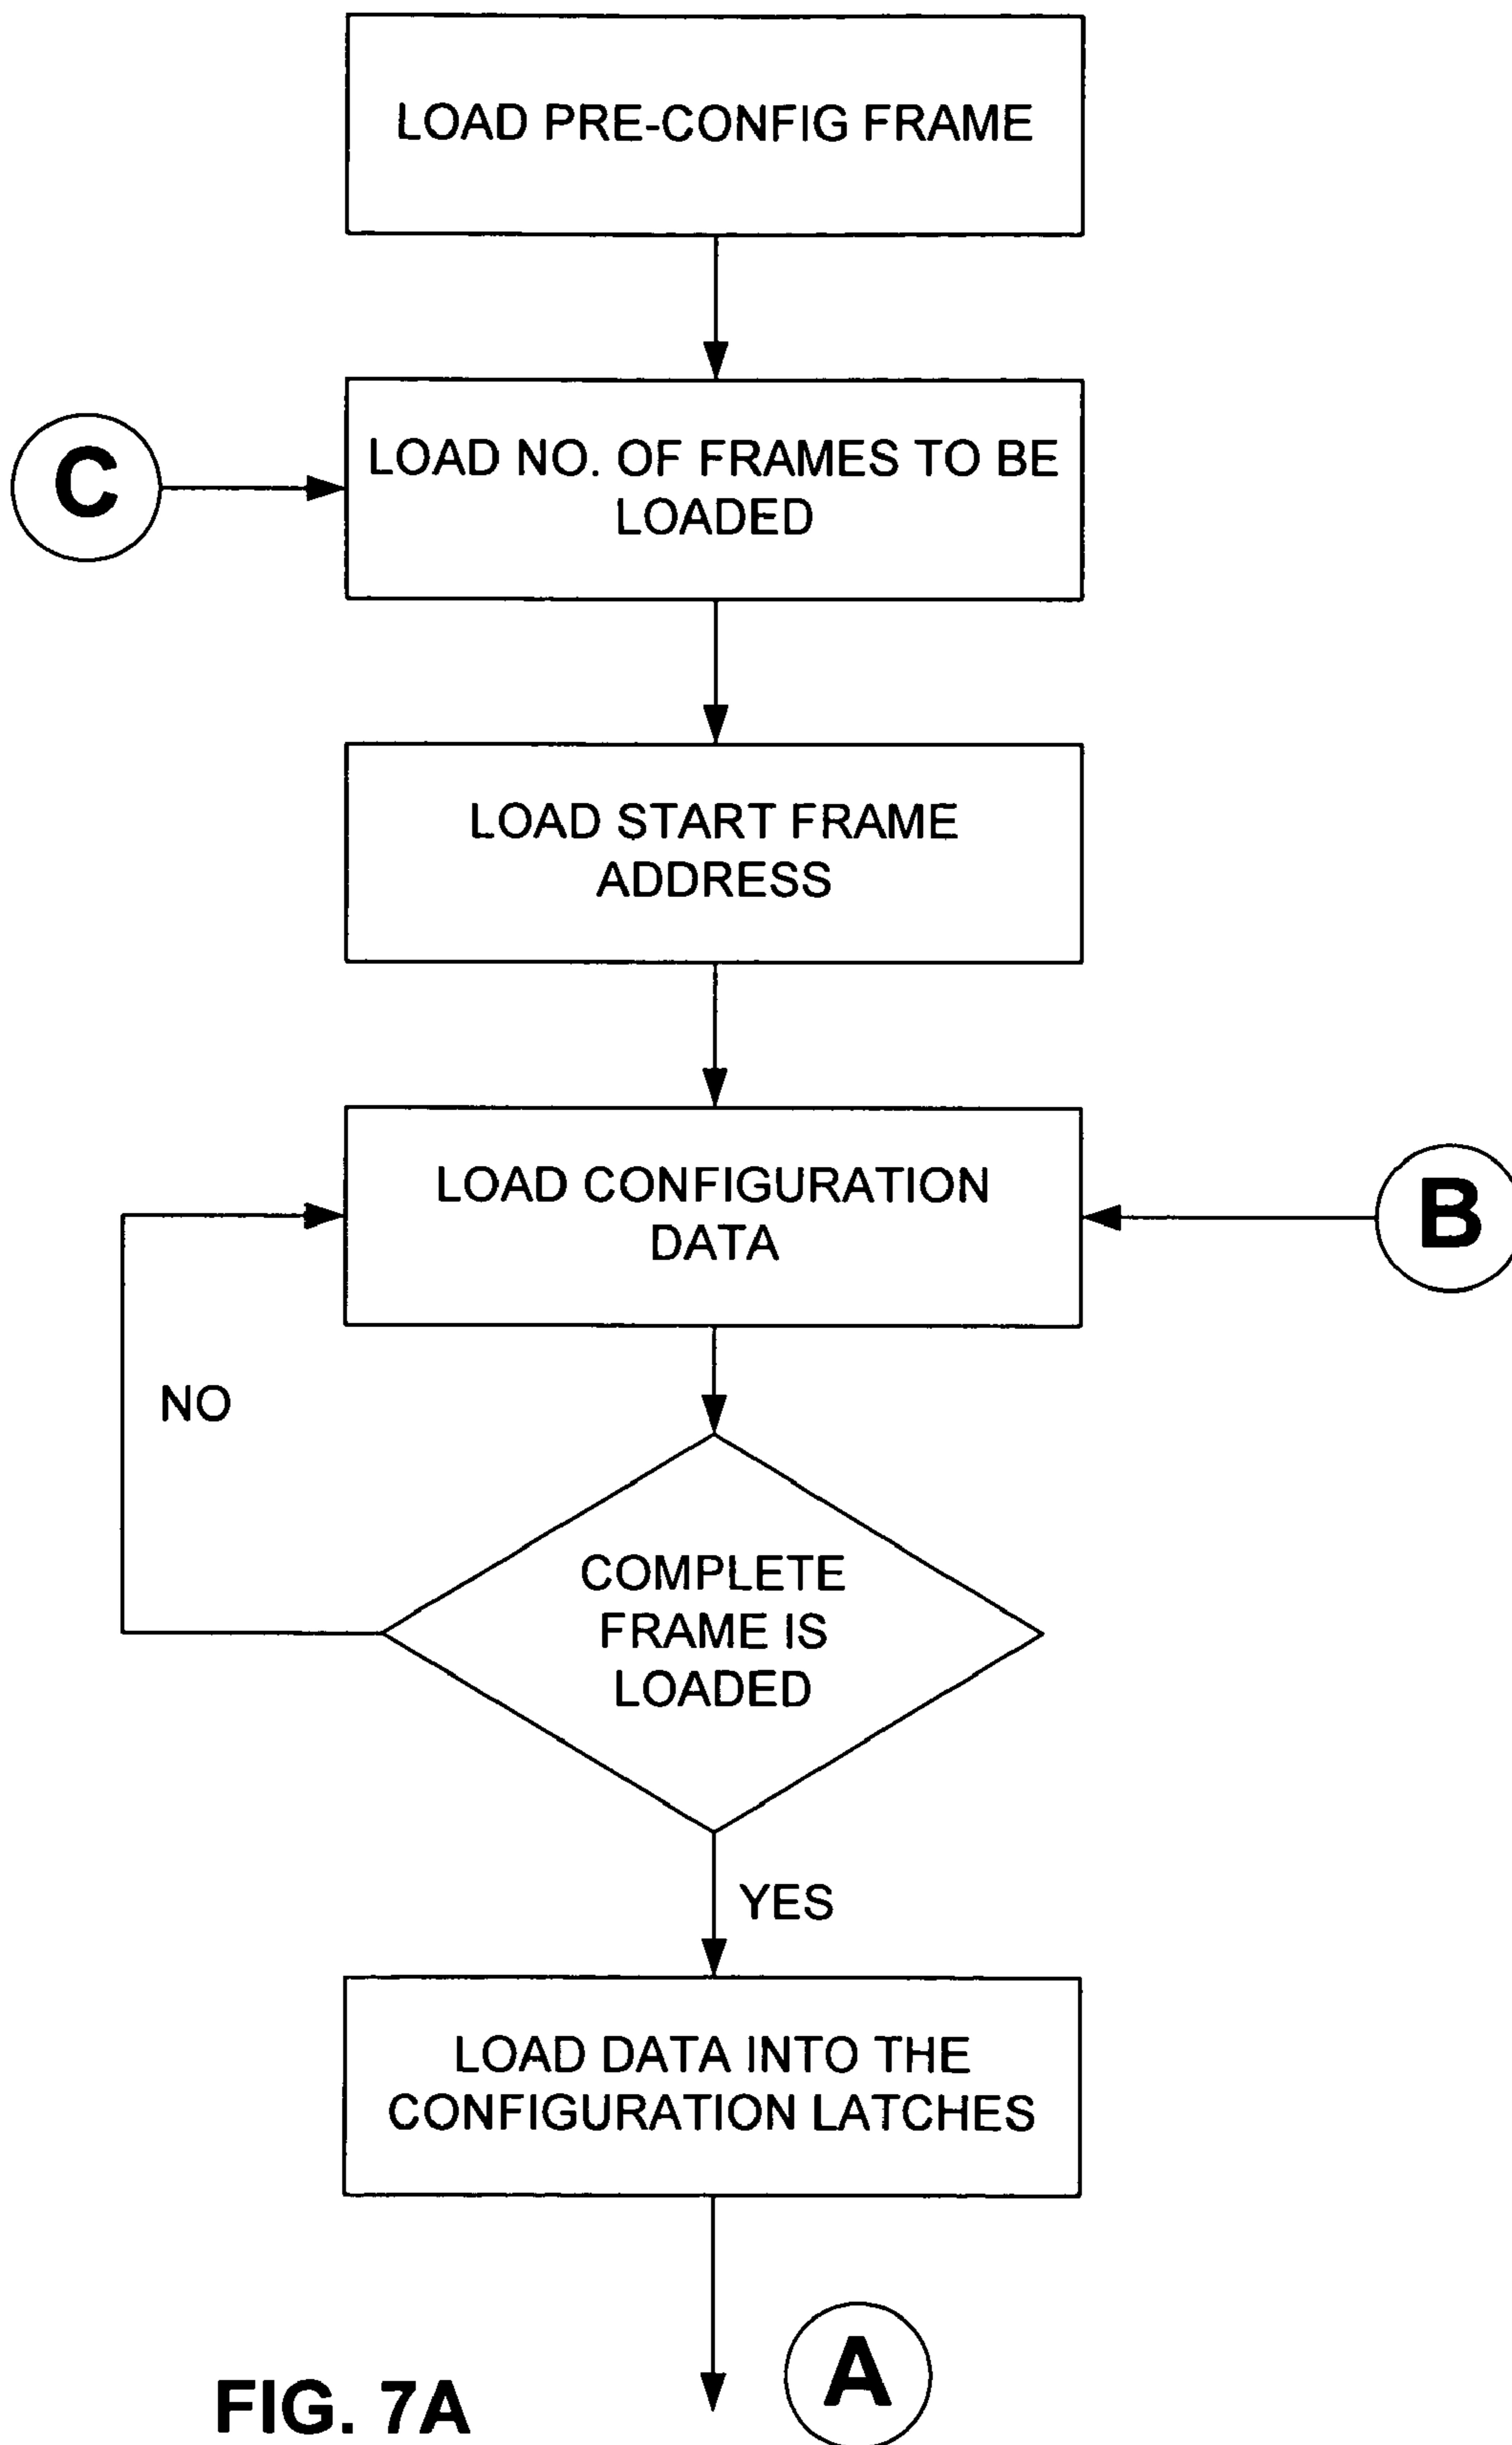 LOAD PRE-CONFIG FRAME
C
LOAD NO. OF FRAMES TO BE
LOADED
LOAD START FRAME
ADDRESS
LOAD CONFIGURATION
DATA
B
NO
COMPLETE
FRAME IS
LOADED
YES
LOAD DATA INTO THE
CONFIGURATION LATCHES
A
FIG. 7A